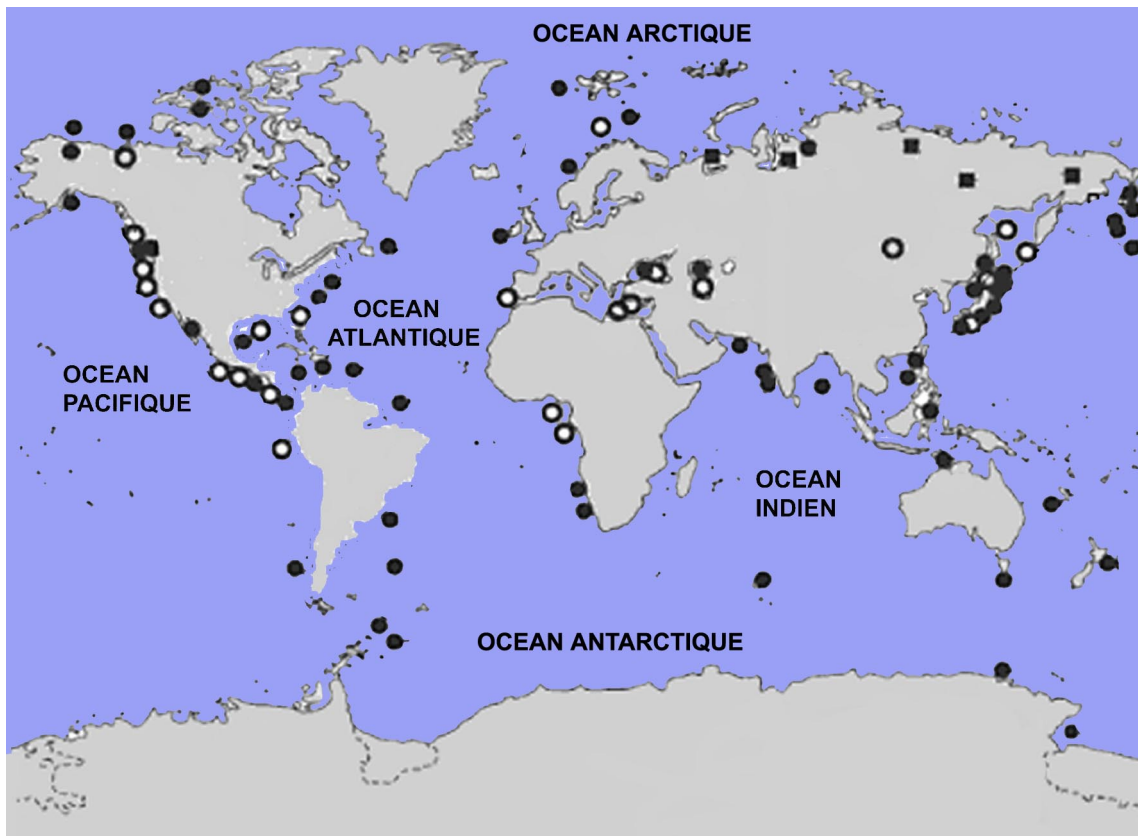 OCEAN ARCTIQUE
OCEAN
ATLANTIQUE
OCEAN
PACIFIQUE
OCEAN
INDIEN
OCEAN ANTARCTIQUE